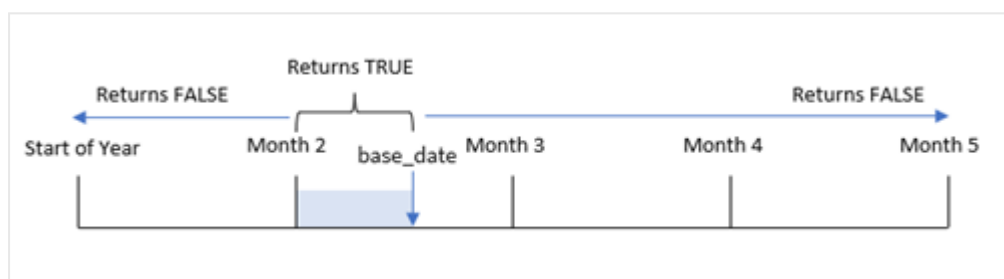 Returns TRUE
Returns FALSE
Returns FALSE
Start of Year
Month 2
base_date
Month 3
Month 4
Month 5